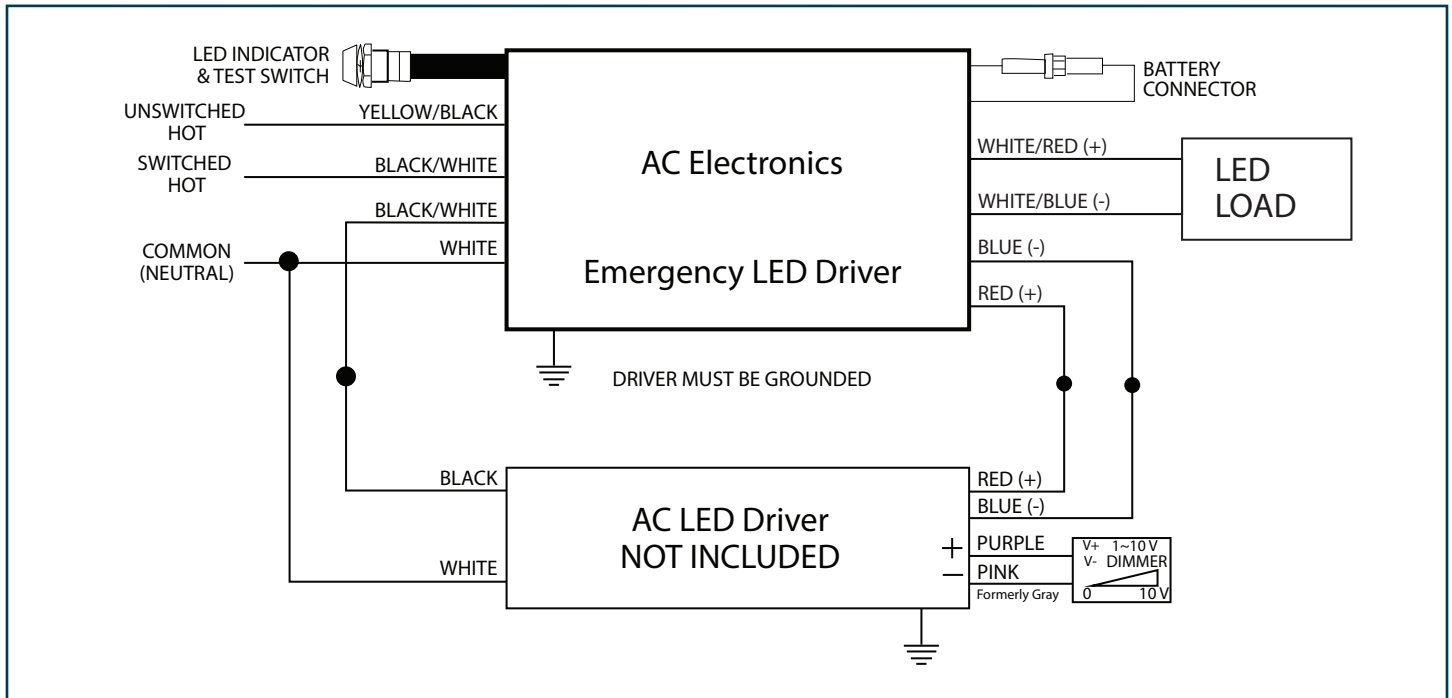 LED INDICATOR
& TEST SWITCH
UNSWITCHED
HOT
YELLOW/BLACK
SWITCHED
HOT
BLACK/WHITE
BLACK/WHITE
COMMON
(NEUTRAL)
WHITE
AC Electronics
Emergency LED Driver
BATTERY
CONNECTOR
WHITE/RED (+)
WHITE/BLUE (-)
LED
LOAD
BLUE (-)
RED (+)
DRIVER MUST BE GROUNDED
BLACK
WHITE
AC LED Driver
NOT INCLUDED
RED (+)
BLUE (-)
+ PURPLE
— PINK
Formerly Gray
V+ 1~10 V
V- DIMMER
0 10 V